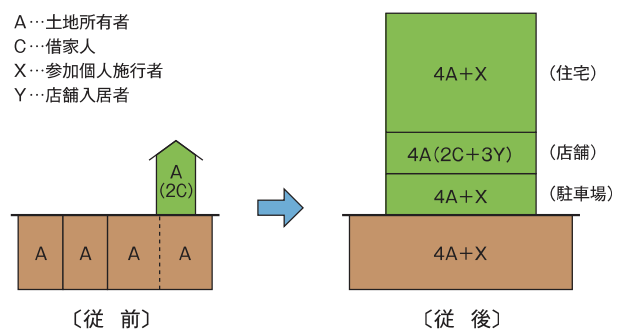 A…土地所有者
C…借家人
X…参加個人施行者
Y…店舗入居者
A
(2C)
A A A A
〔従 前〕
4A+X (住宅)
4A(2C+3Y) (店舗)
4A+X (駐車場)
4A+X
〔従 後〕